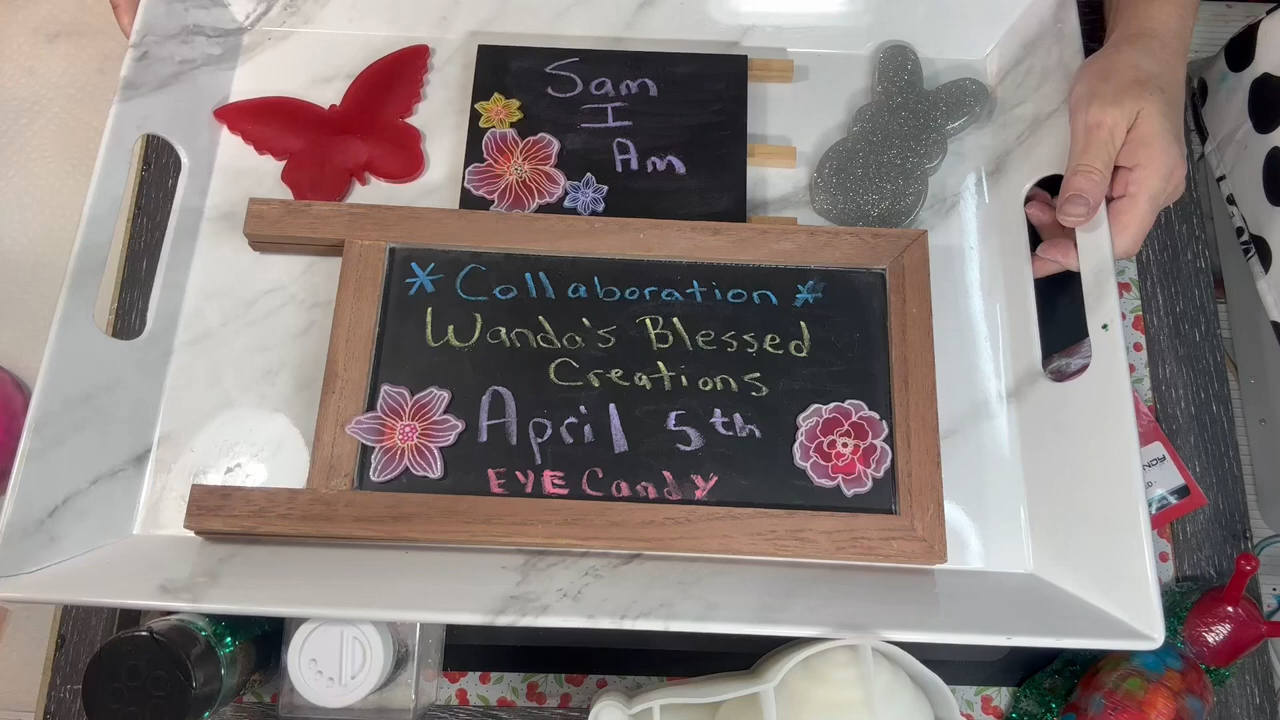 Sam
I
Am
* Collaboration *
Wanda's Blessed
Creations
April 5th
EYE Candy